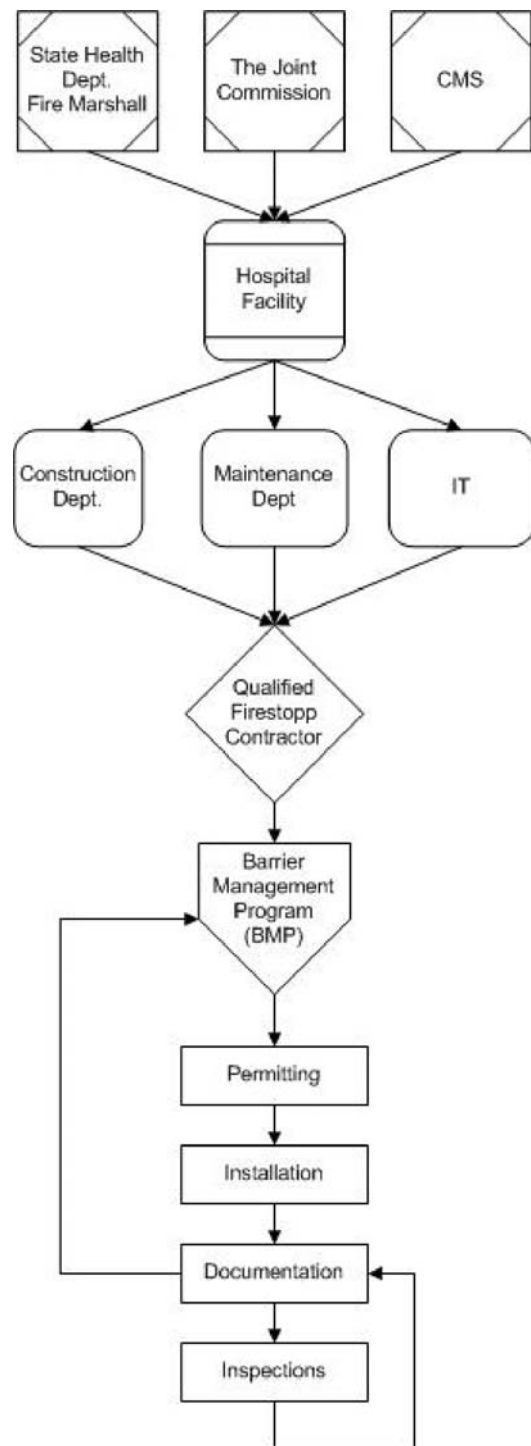 State Health
Dept.
Fire Marshall
The Joint
Commission
CMS
Hospital
Facility
Construction
Dept.
Maintenance
Dept
IT
Qualified
Firestopp
Contractor
Barrier
Management
Program
(BMP)
Permitting
Installation
Documentation
Inspections